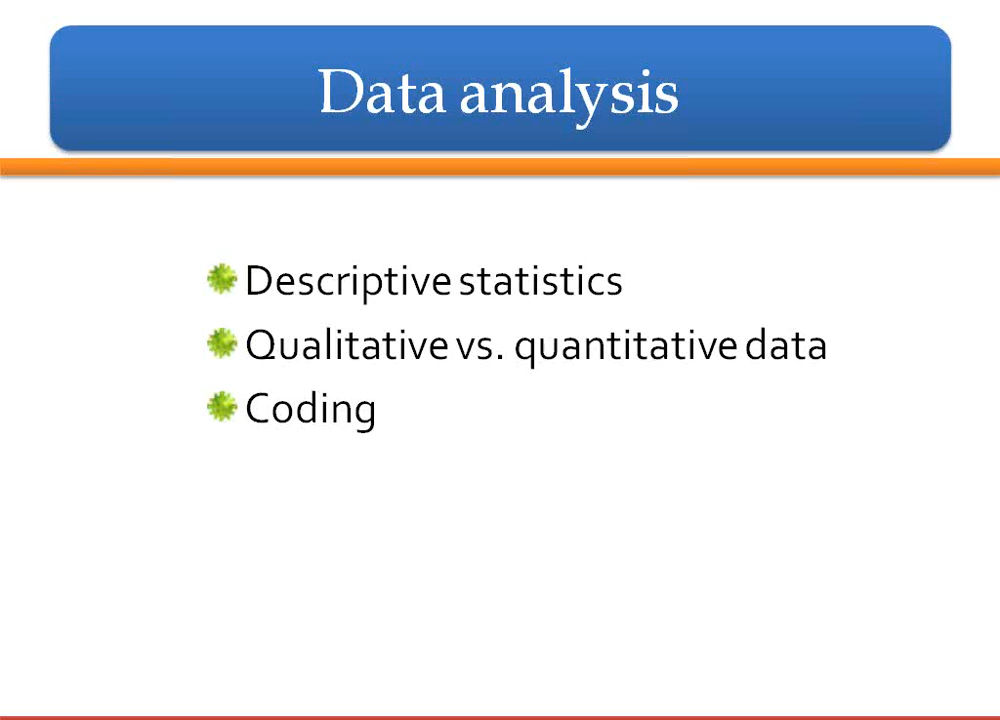 Data analysis
Descriptive statistics
Qualitative vs. quantitative data
Coding